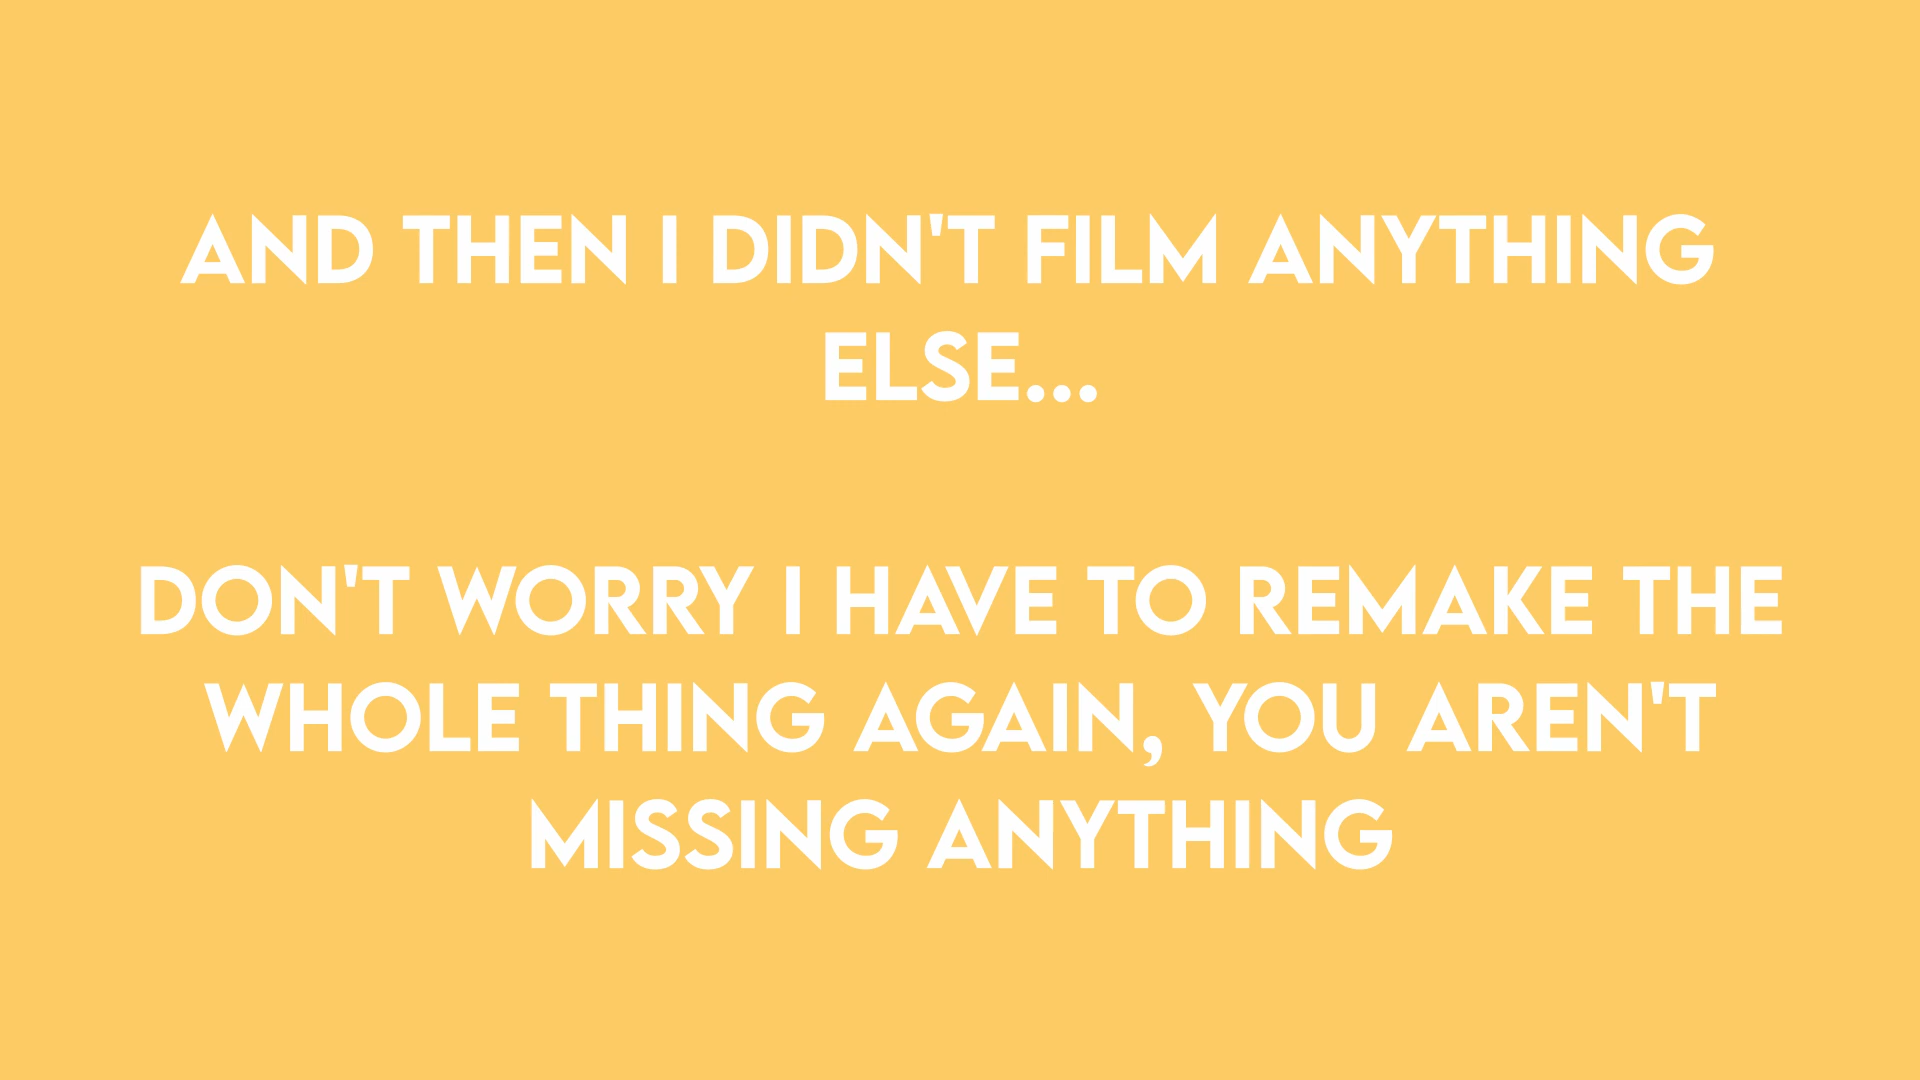 AND THEN I DIDN'T FILM ANYTHING
ELSE...
DON'T WORRY I HAVE TO REMAKE THE
WHOLE THING AGAIN, YOU AREN'T
MISSING ANYTHING